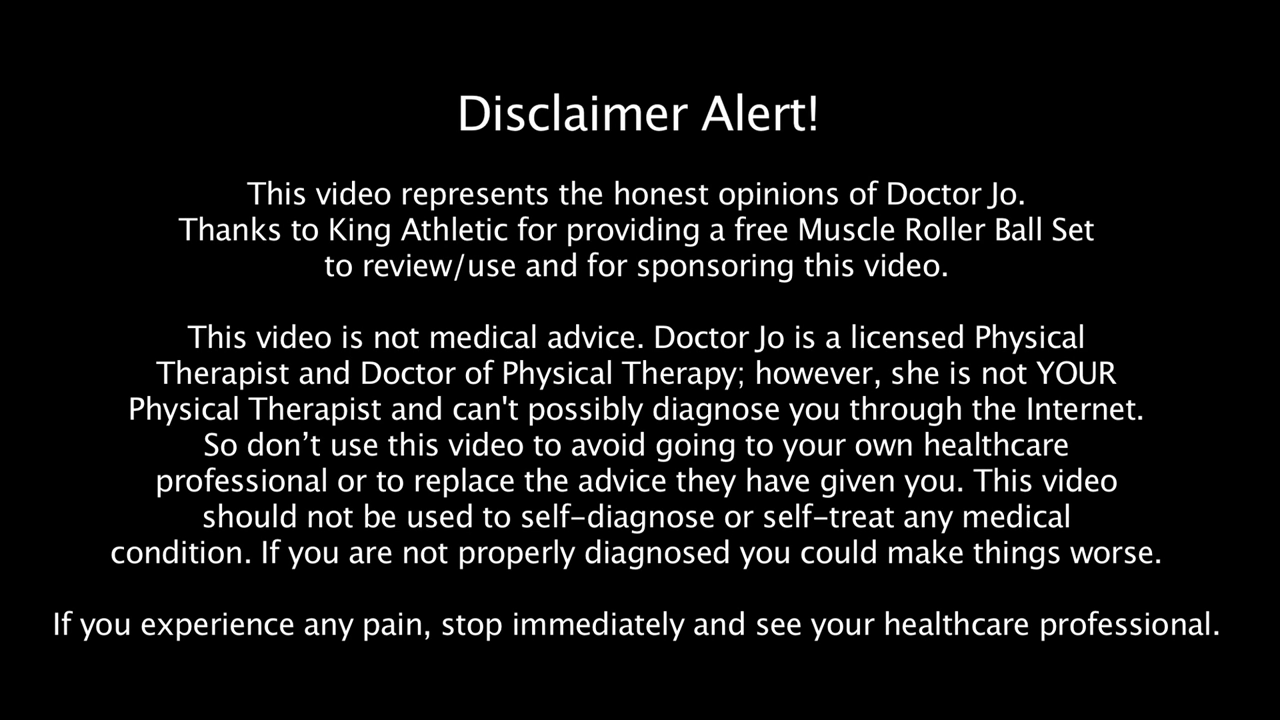 Disclaimer Alert!
This video represents the honest opinions of Doctor Jo.
Thanks to King Athletic for providing a free Muscle Roller Ball Set
to review/use and for sponsoring this video.
This video is not medical advice. Doctor Jo is a licensed Physical
Therapist and Doctor of Physical Therapy; however, she is not YOUR
Physical Therapist and can't possibly diagnose you through the Internet.
So don’t use this video to avoid going to your own healthcare
professional or to replace the advice they have given you. This video
should not be used to self–diagnose or self–treat any medical
condition. If you are not properly diagnosed you could make things worse.
If you experience any pain, stop immediately and see your healthcare professional.